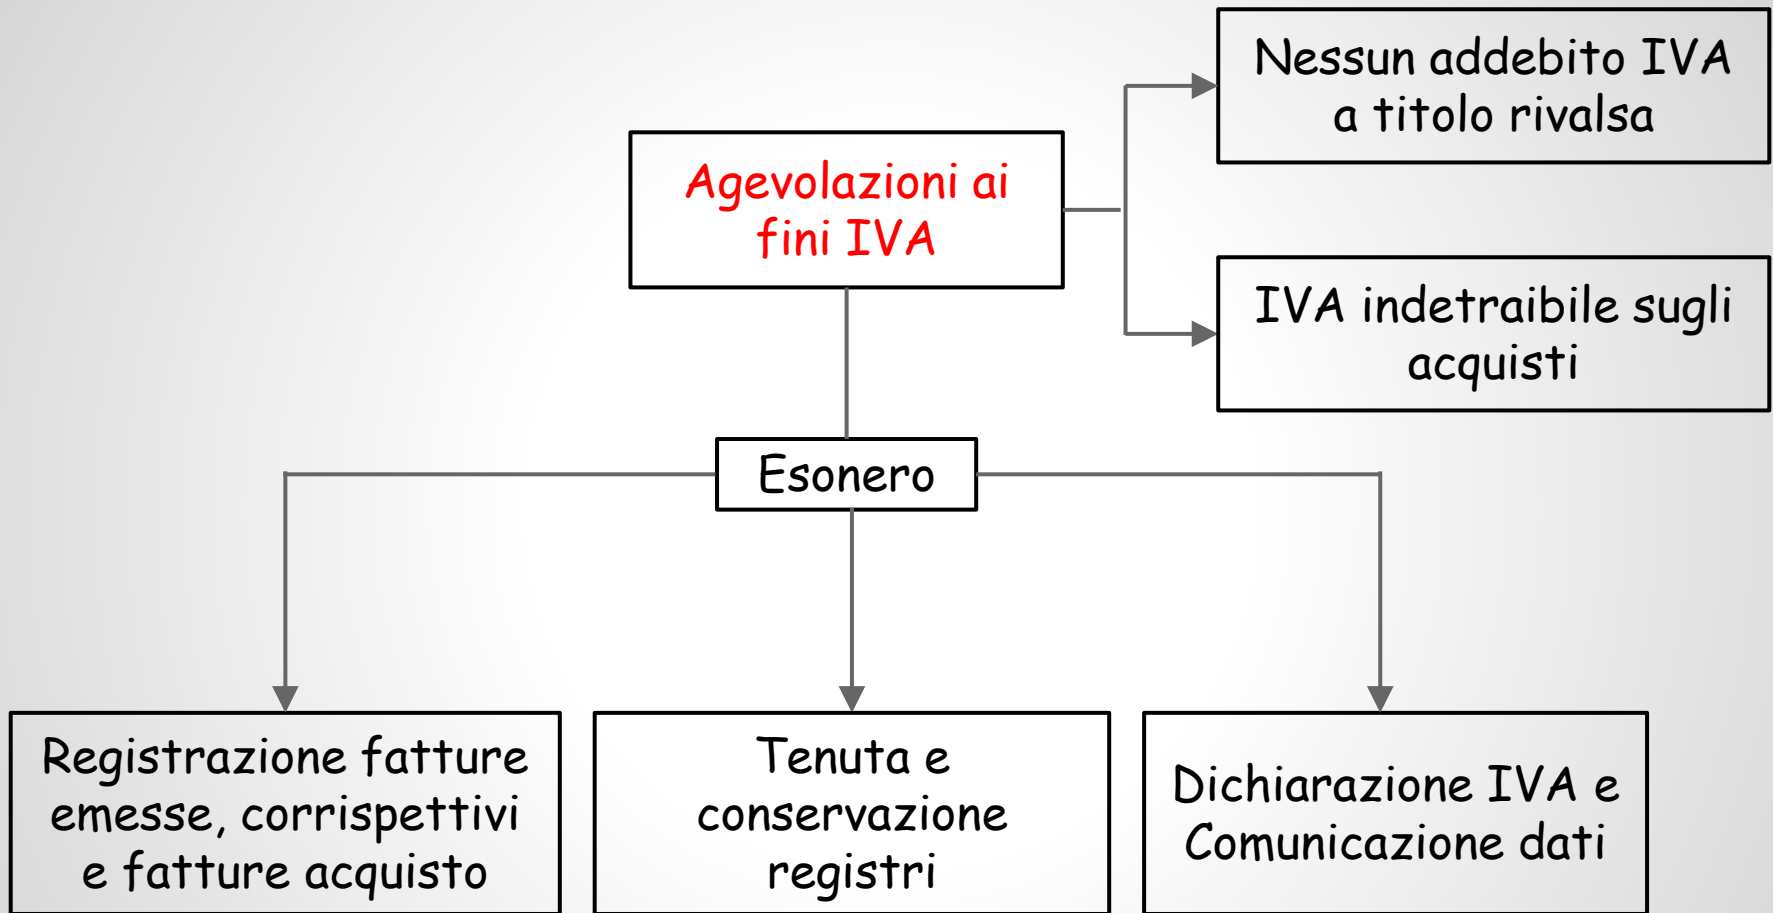 Nessun addebito IVA
a titolo rivalsa
Agevolazioni ai
fini IVA
IVA indetraibile sugli
acquisti
Esonero
Registrazione fatture
emesse, corrispettivi
e fatture acquisto
Tenuta e
conservazione
registri
Dichiarazione IVA e
Comunicazione dati